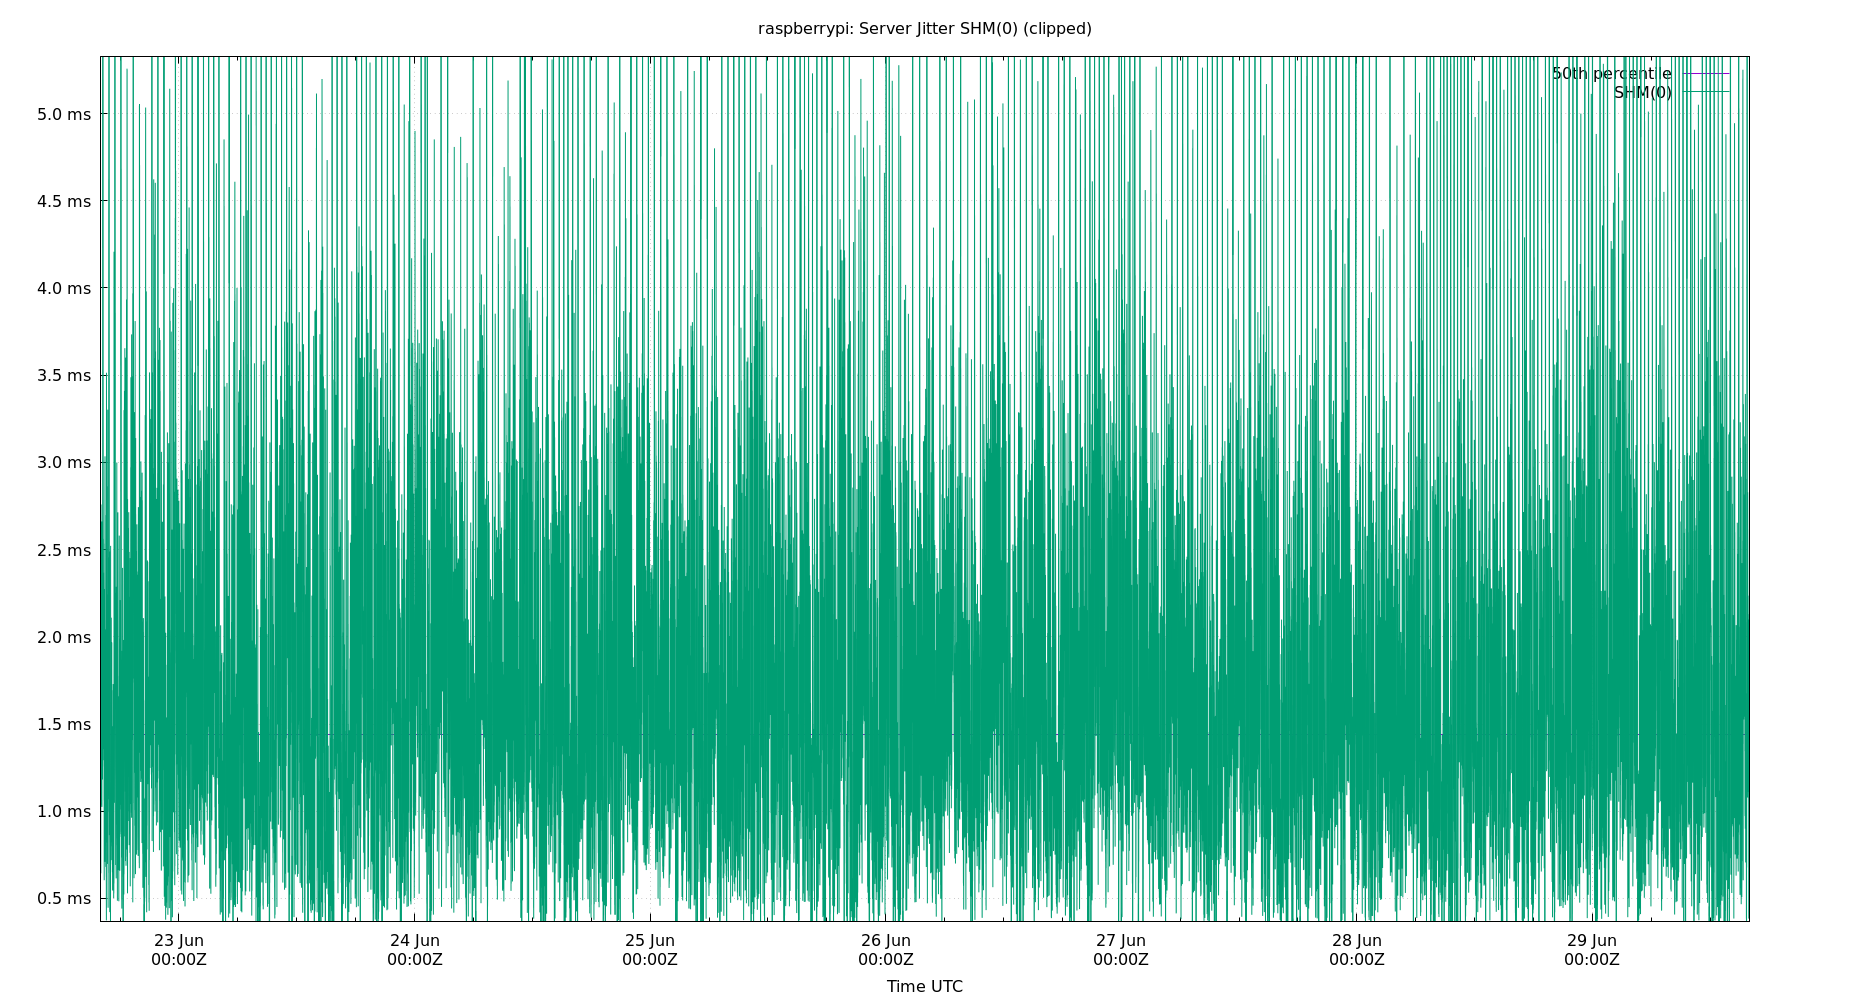 raspberrypi: Server Jitter SHM(0) (clipped)
50th percentile
SHM(0)
5.0 ms
4.5 ms
4.0 ms
3.5 ms
3.0 ms
2.5 ms
2.0 ms
1.5 ms
1.0 ms
0.5 ms
23 Jun 24 Jun 25 Jun 26 Jun 27 Jun 28 Jun 29 Jun
00:00Z 00:00Z 00:00Z 00:00Z 00:00Z 00:00Z 00:00Z
Time UTC